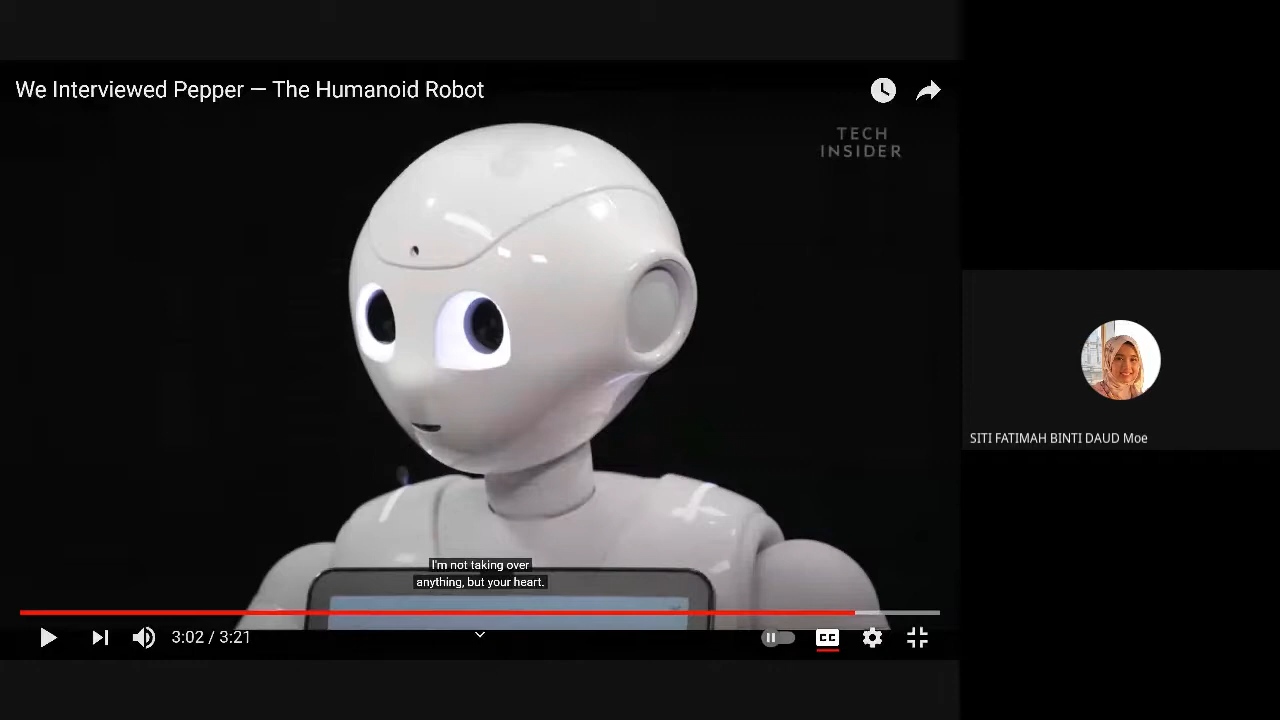 We Interviewed Pepper — The Humanoid Robot
TECH
INSIDER
I'm not taking over
anything, but your heart.
3:02 / 3:21
CC
SITI FATIMAH BINTI DAUD Moe